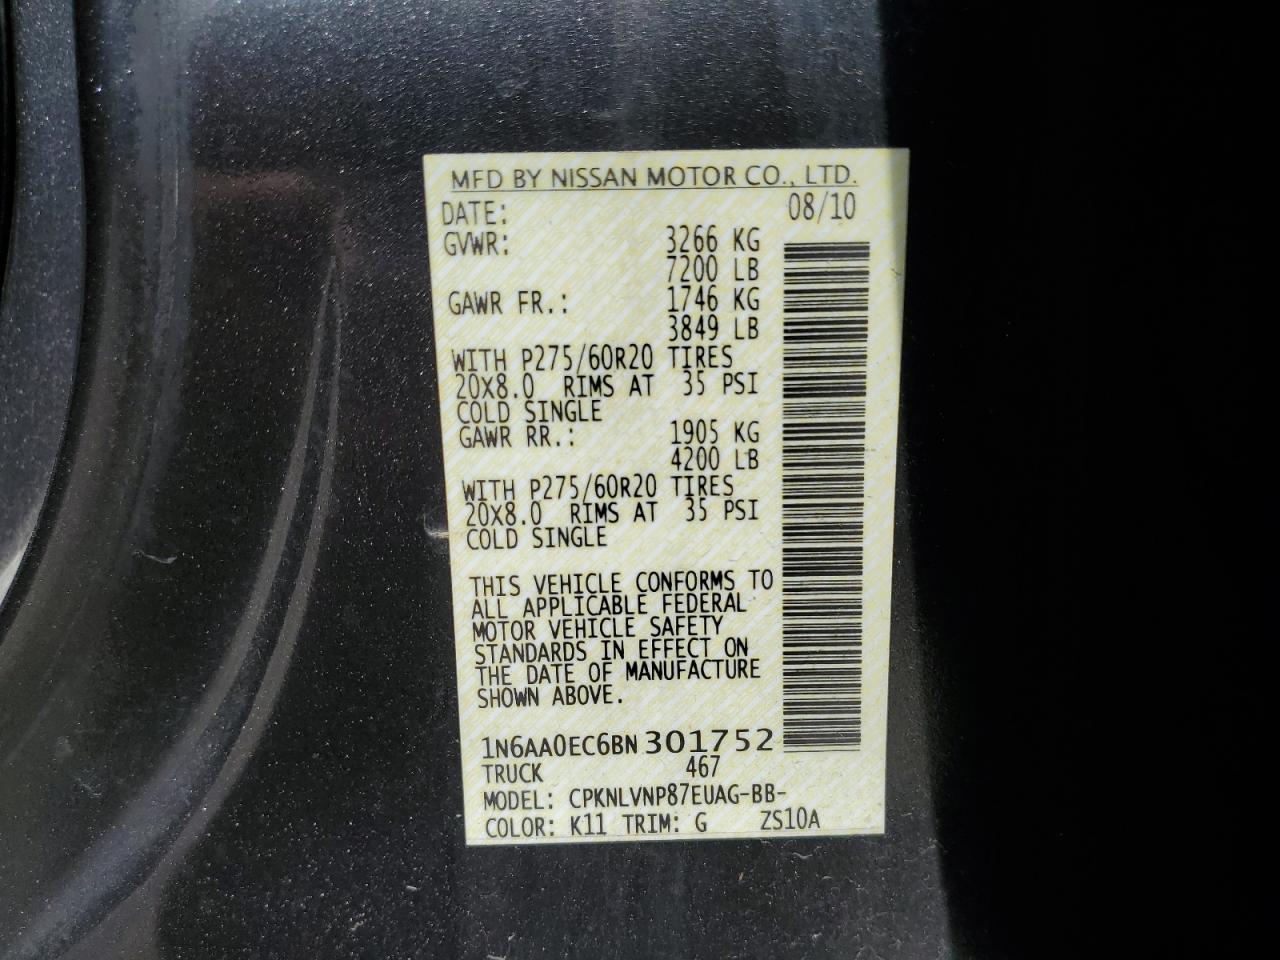 MFD BY NISSAN MOTOR CO., LTD.
DATE: 08/10
GVWR: 3266 KG
7200 LB
GAWR FR.: 1746 KG
3849 LB
WITH P275/60R20 TIRES
20X8.0 RIMS AT 35 PSI
COLD SINGLE
GAWR RR.: 1905 KG
4200 LB
WITH P275/60R20 TIRES
20X8.0 RIMS AT 35 PSI
COLD SINGLE
THIS VEHICLE CONFORMS TO
ALL APPLICABLE FEDERAL
MOTOR VEHICLE SAFETY
STANDARDS IN EFFECT ON
THE DATE OF MANUFACTURE
SHOWN ABOVE.
1N6AA0EC6BN301752
TRUCK 467
MODEL: CPKNLVNP87EUAG-BB-
COLOR: K11 TRIM: G ZS10A